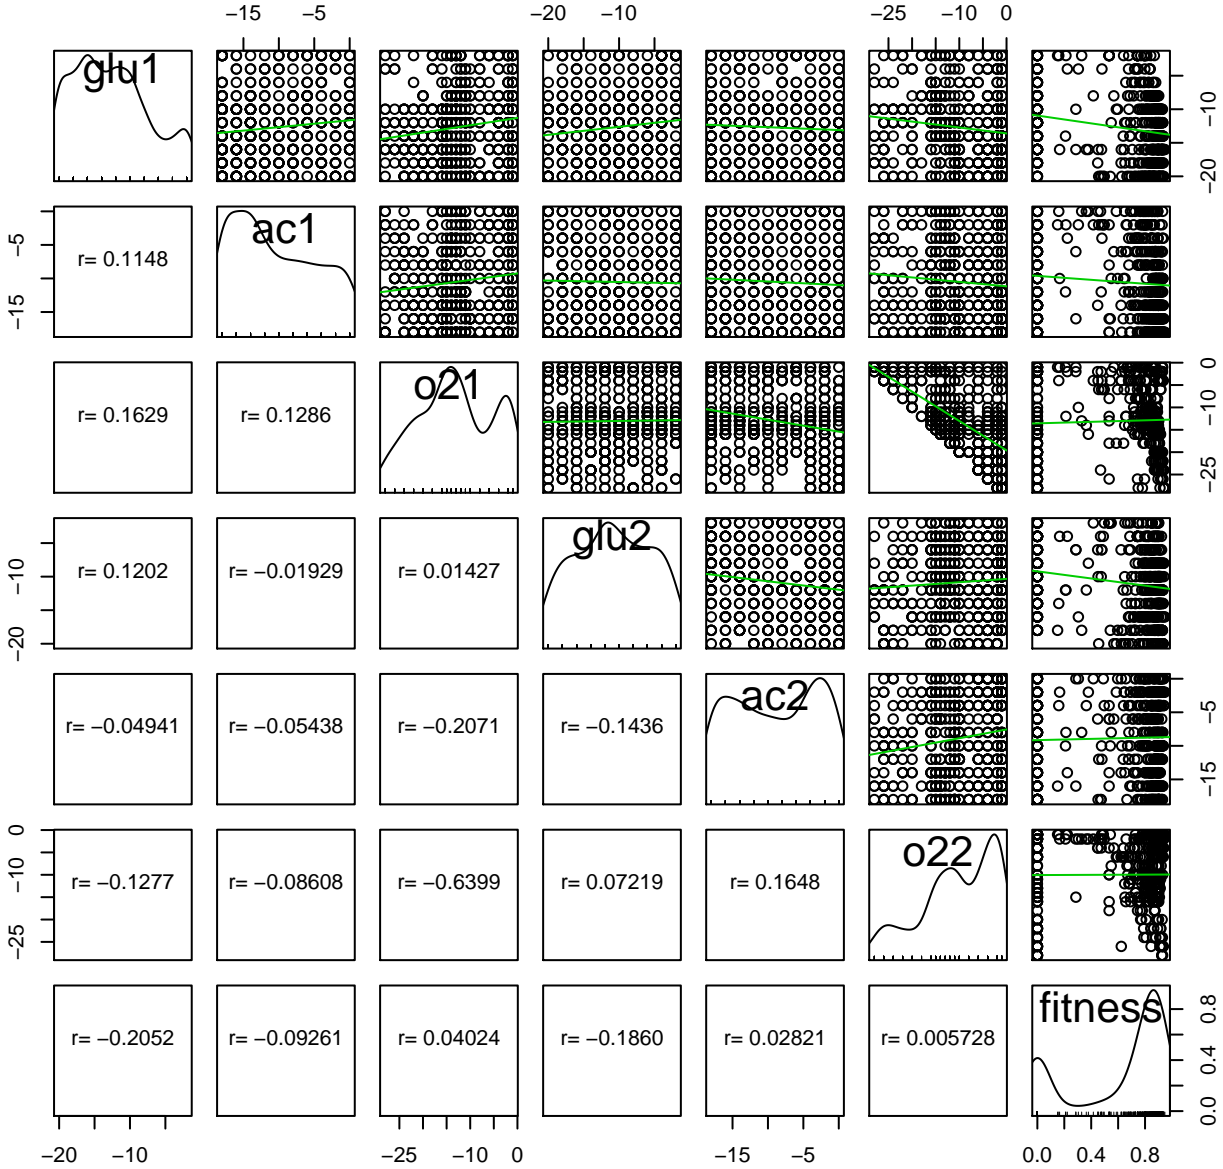 −15 −5 −20 −10 −25 −10 0
glu1
−20 −10
−15 −5
r= 0.1148
ac1
r= 0.1629
r= 0.1286
o21
−25 −10 0
−20 −10
r= 0.1202
r= −0.01929
r= 0.01427
glu2
r= −0.04941
r= −0.05438
r= −0.2071
r= −0.1436
ac2
−15 −5
−25 −10 0
r= −0.1277
r= −0.08608
r= −0.6399
r= 0.07219
r= 0.1648
o22
r= −0.2052
r= −0.09261
r= 0.04024
r= −0.1860
r= 0.02821
r= 0.005728
fitness
0.0 0.4 0.8
−20 −10 −25 −10 0 −15 −5 0.0 0.4 0.8